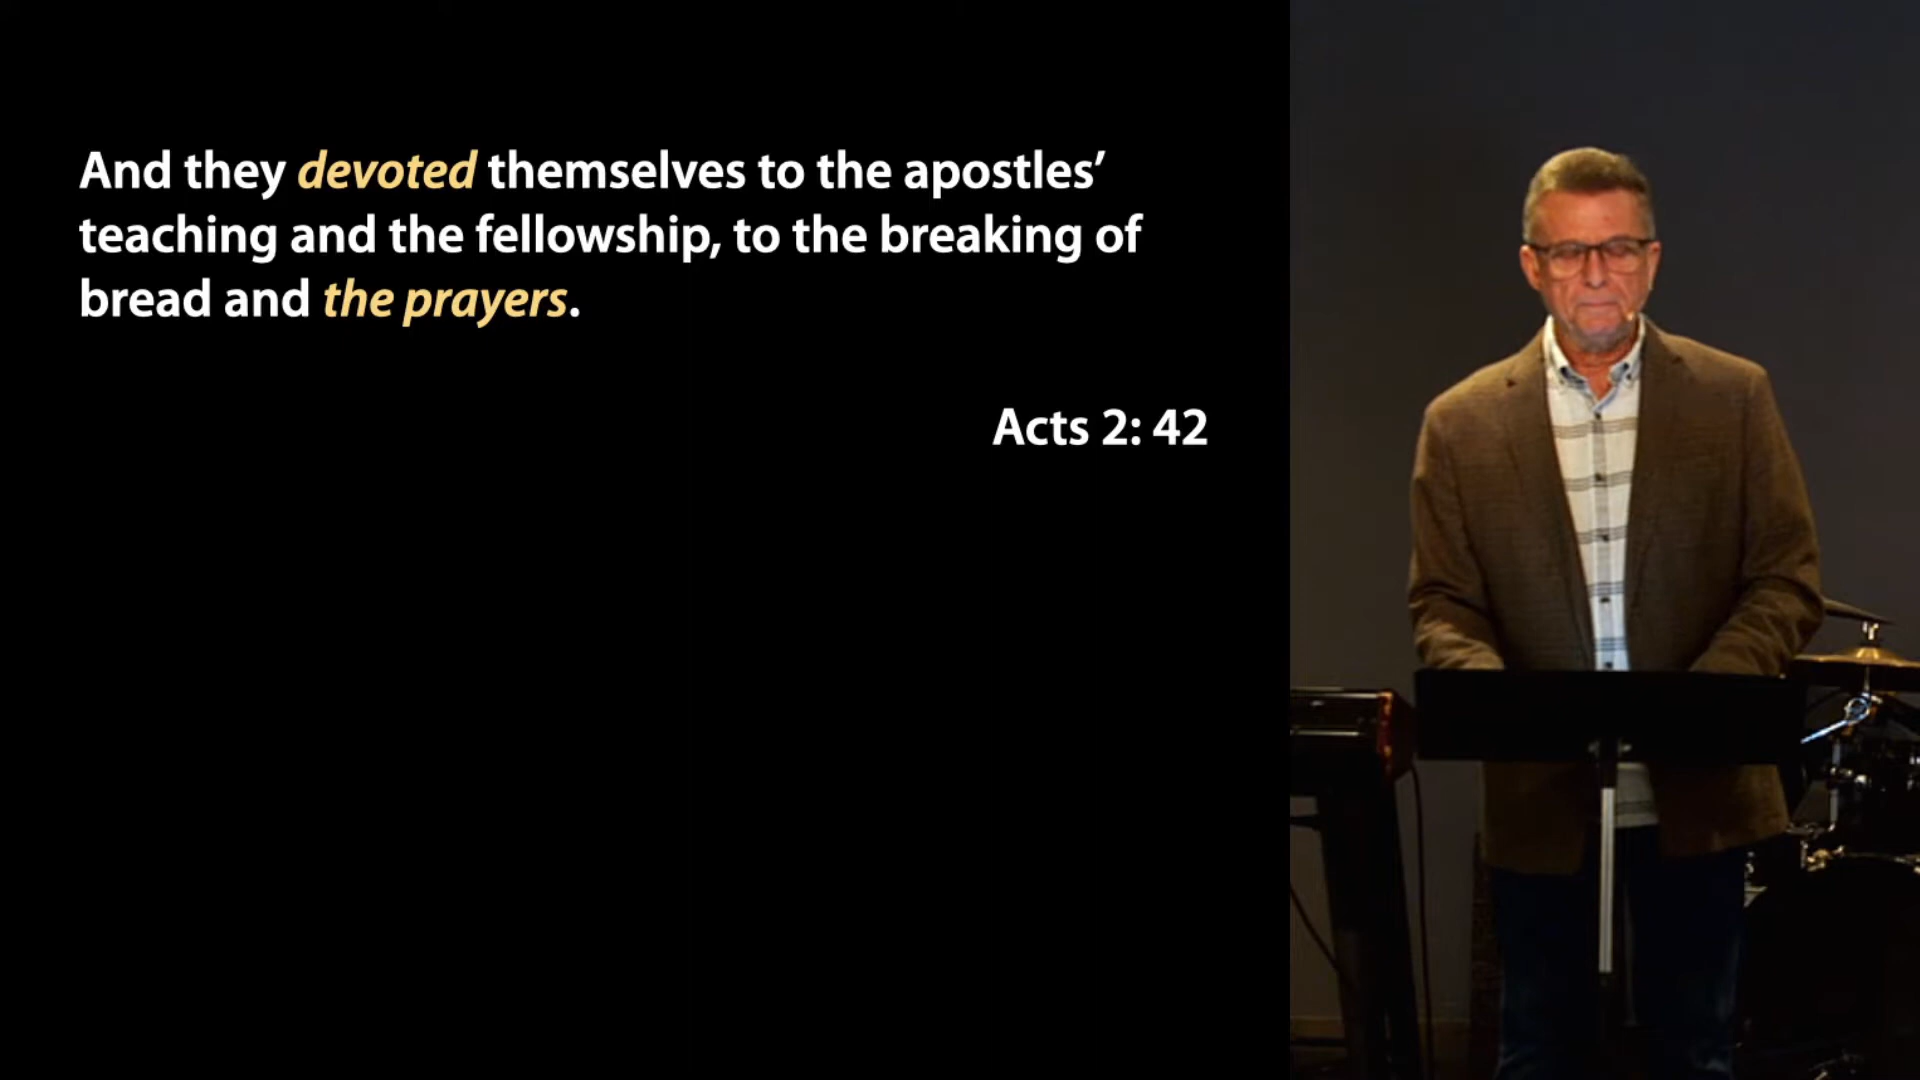 And they devoted themselves to the apostles’
teaching and the fellowship, to the breaking of
bread and the prayers.
Acts 2: 42